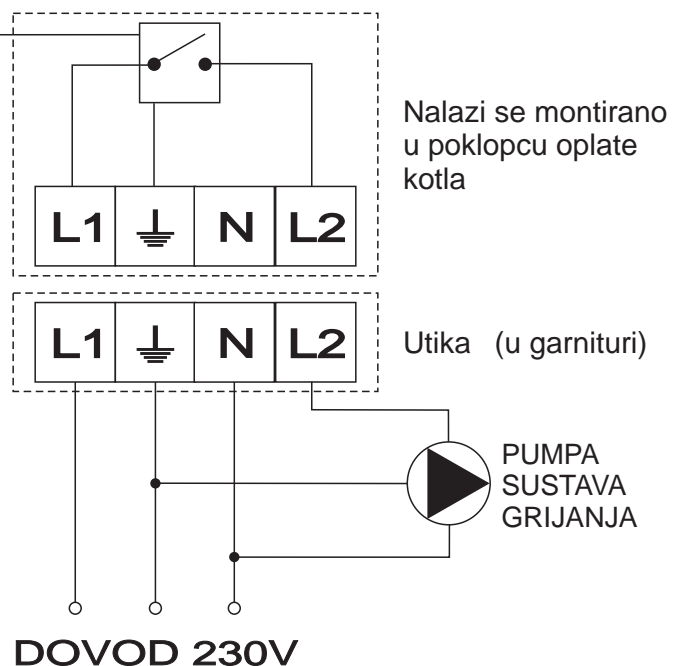 Nalazi se montirano
u poklopcu oplate
kotla
L1 N L2
L1 N L2
Utika (u garnituri)
PUMPA
SUSTAVA
GRIJANJA
DOVOD 230V